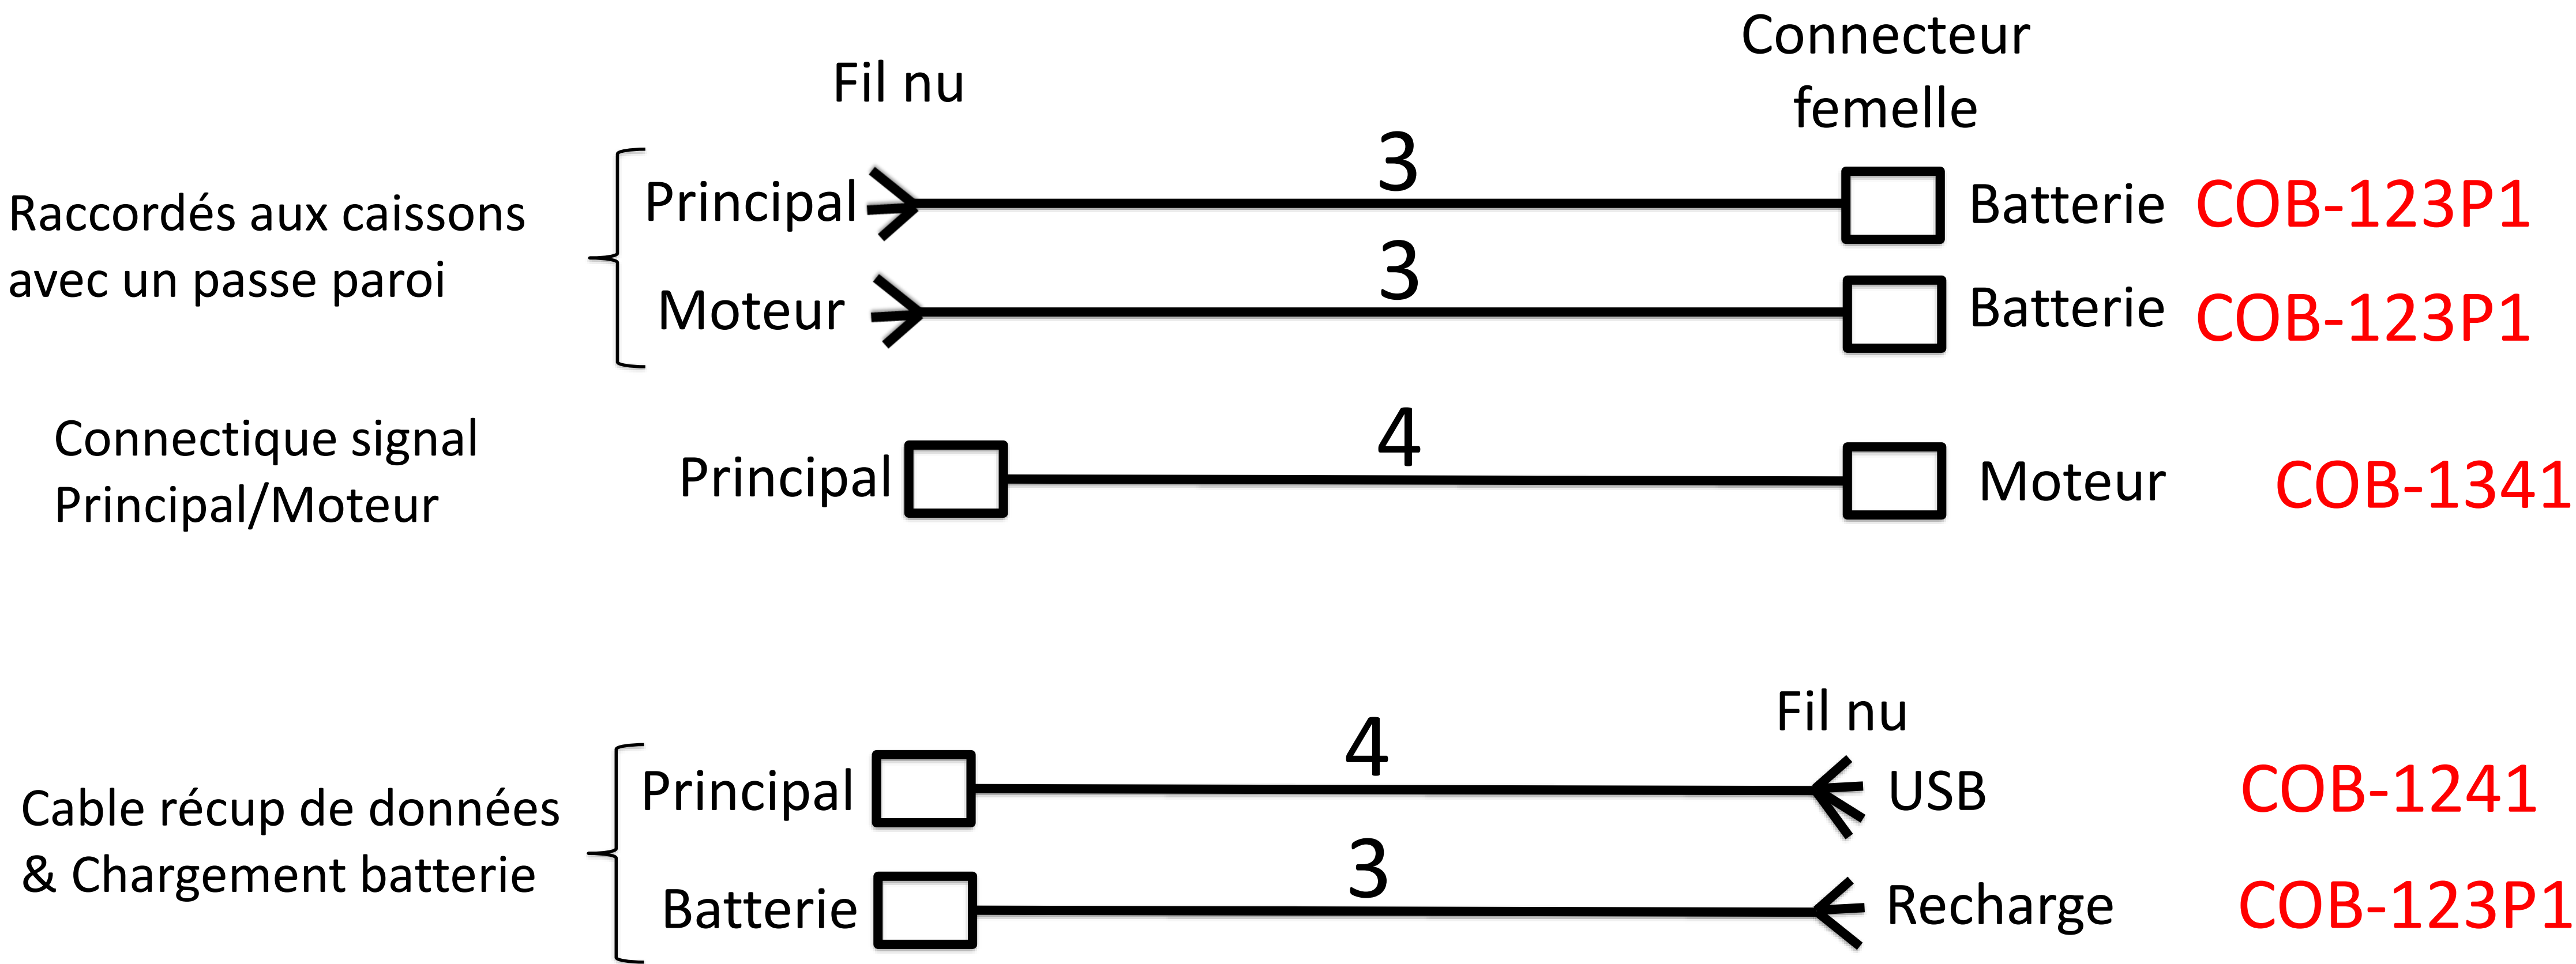 Fil nu
Connecteur
femelle
Raccordés aux caissons
avec un passe paroi
Principal
3
Batterie
COB-123P1
Moteur
3
Batterie
COB-123P1
Connectique signal
Principal/Moteur
Principal
4
Moteur
COB-1341
Fil nu
Cable récup de données
& Chargement batterie
Principal
4
USB
COB-1241
Batterie
3
Recharge
COB-123P1